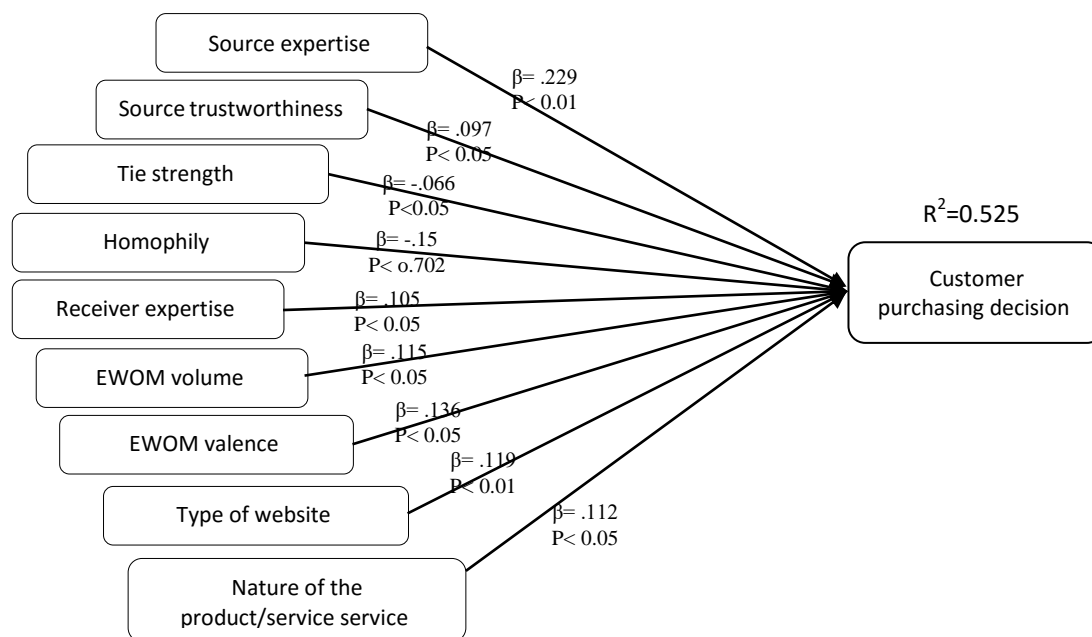 Source expertise
β= .229
P< 0.01
Source trustworthiness
β= .097
P< 0.05
Tie strength
β= -.066
P<0.05
R²=0.525
Homophily
β= -.15
P< o.702
Customer
purchasing decision
Receiver expertise
β= .105
P< 0.05
EWOM volume
β= .115
P< 0.05
EWOM valence
β= .136
P< 0.05
Type of website
β= .119
P< 0.01
Nature of the
product/service service
β= .112
P< 0.05